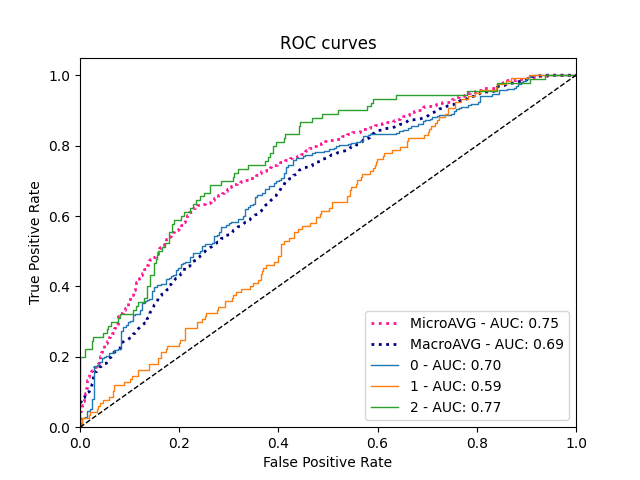 ROC curves
True Positive Rate
1.0
0.8
0.6
0.4
0.2
0.0
MicroAVG - AUC: 0.75
MacroAVG - AUC: 0.69
0 - AUC: 0.70
1 - AUC: 0.59
2 - AUC: 0.77
0.0 0.2 0.4 0.6 0.8 1.0
False Positive Rate